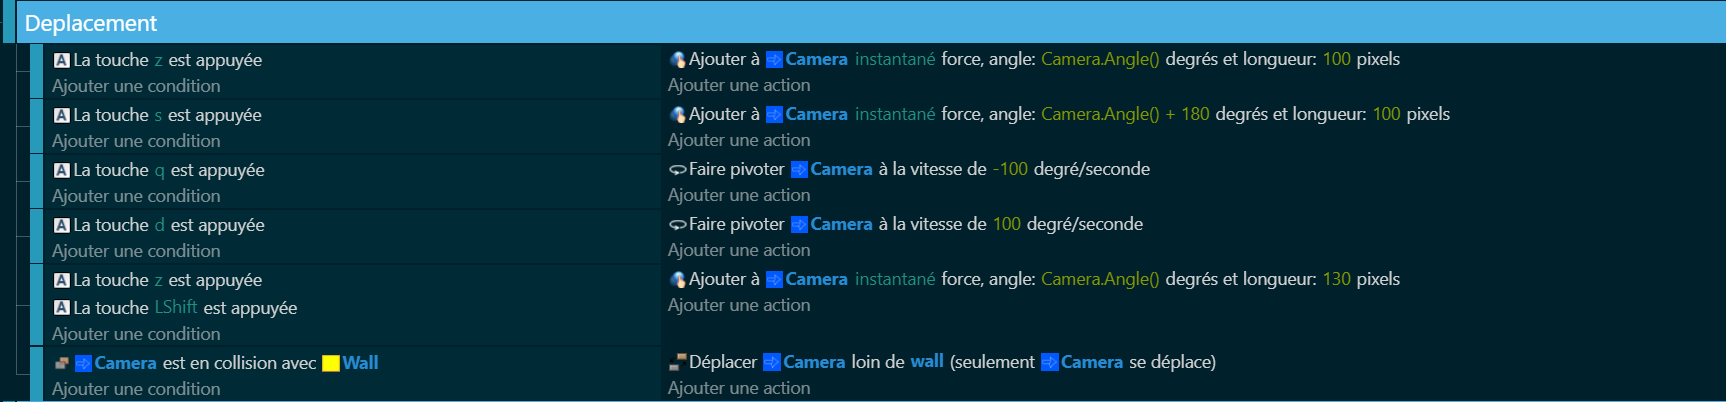 Deplacement
A La touche z est appuyée
Ajouter à Camera instantané force, angle: Camera.Angle() degrés et longueur: 100 pixels
Ajouter une condition
Ajouter une action
A La touche s est appuyée
Ajouter à Camera instantané force, angle: Camera.Angle() + 180 degrés et longueur: 100 pixels
Ajouter une condition
Ajouter une action
A La touche q est appuyée
Faire pivoter Camera à la vitesse de -100 degré/seconde
Ajouter une condition
Ajouter une action
A La touche d est appuyée
Faire pivoter Camera à la vitesse de 100 degré/seconde
Ajouter une condition
Ajouter une action
A La touche z est appuyée
Ajouter à Camera instantané force, angle: Camera.Angle() degrés et longueur: 130 pixels
A La touche LShift est appuyée
Ajouter une action
Ajouter une condition
Camera est en collision avec Wall
Déplacer Camera loin de wall (seulement Camera se déplace)
Ajouter une condition
Ajouter une action